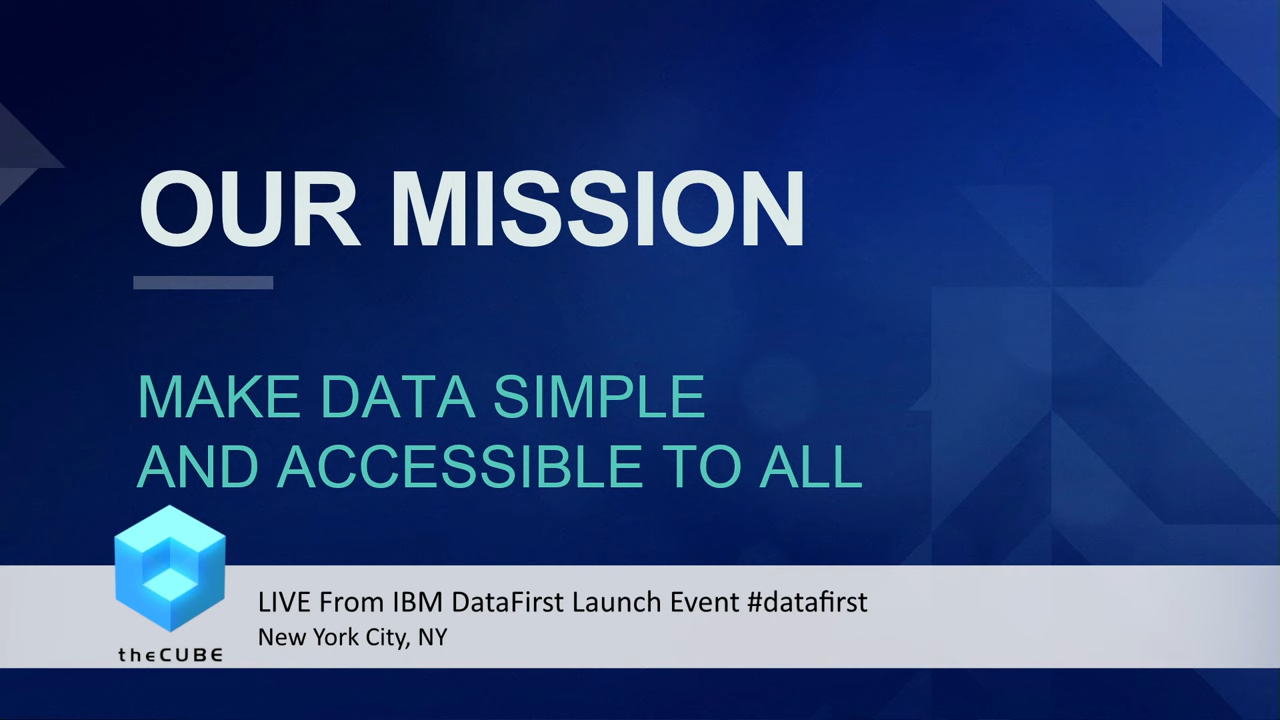 OUR MISSION
MAKE DATA SIMPLE
AND ACCESSIBLE TO ALL
LIVE From IBM DataFirst Launch Event #datafirst
New York City, NY
theCUBE